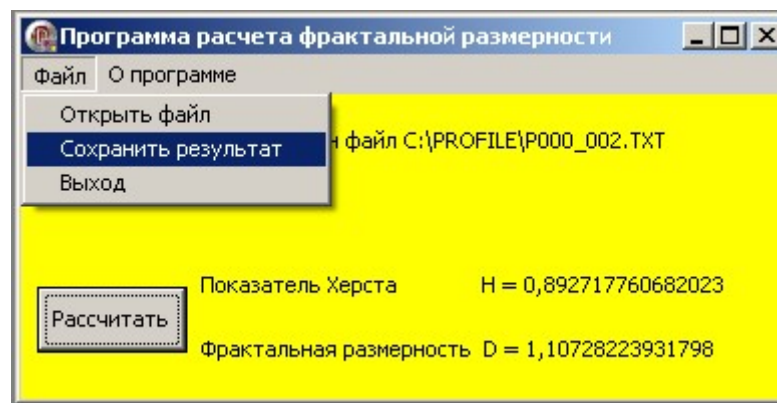 Программа расчета фрактальной размерности
Файл О программе
Открыть файл
Сохранить результат
файл C:\PROFILE\P000_002.TXT
Выход
Показатель Херста H = 0,892717760682023
Рассчитать
Фрактальная размерность D = 1,10728223931798